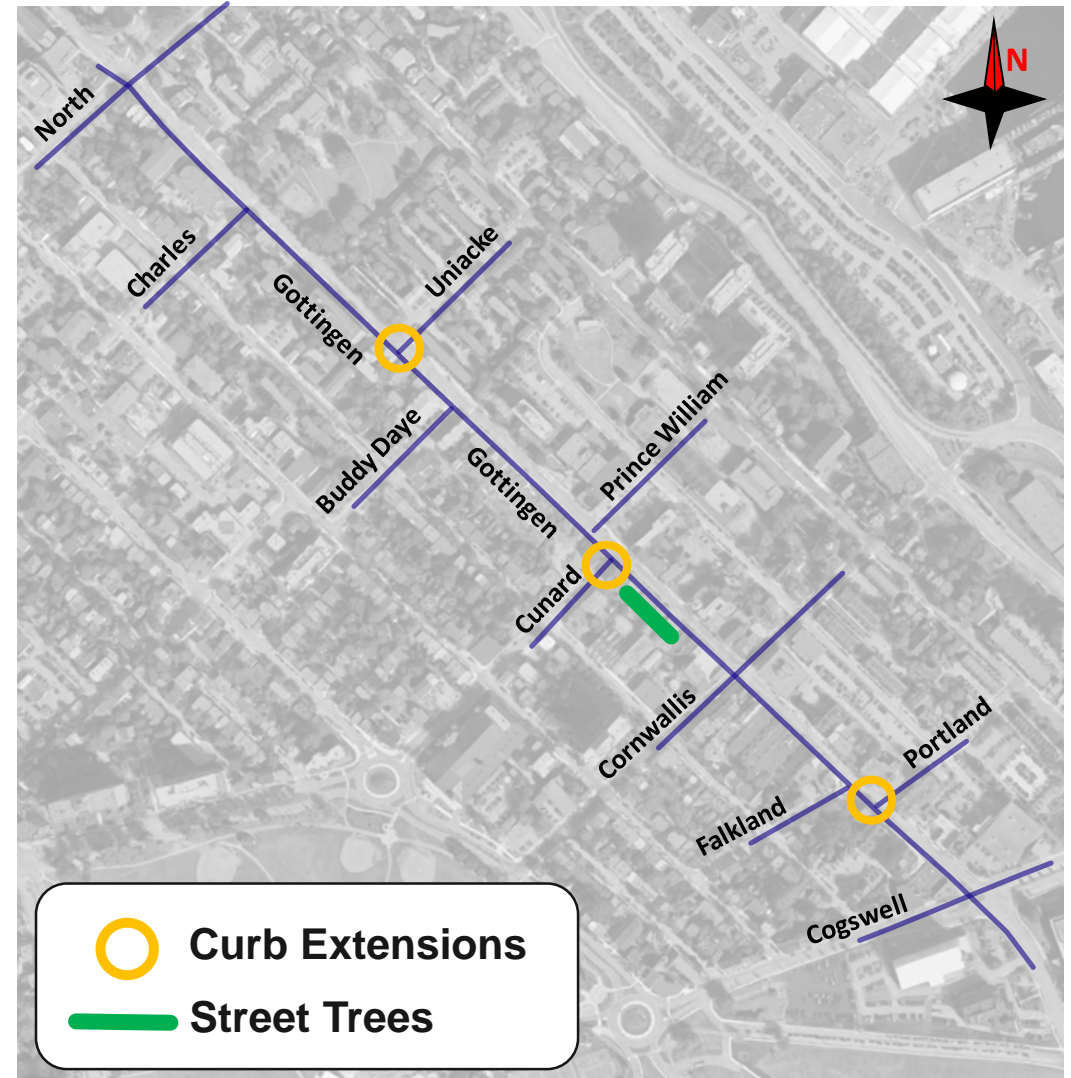 N
North
Charles
Uniacke
Gottingen
Buddy Daye
Prince William
Gottingen
Cunard
Cornwallis
Portland
Falkland
Cogswell
Curb Extensions
Street Trees